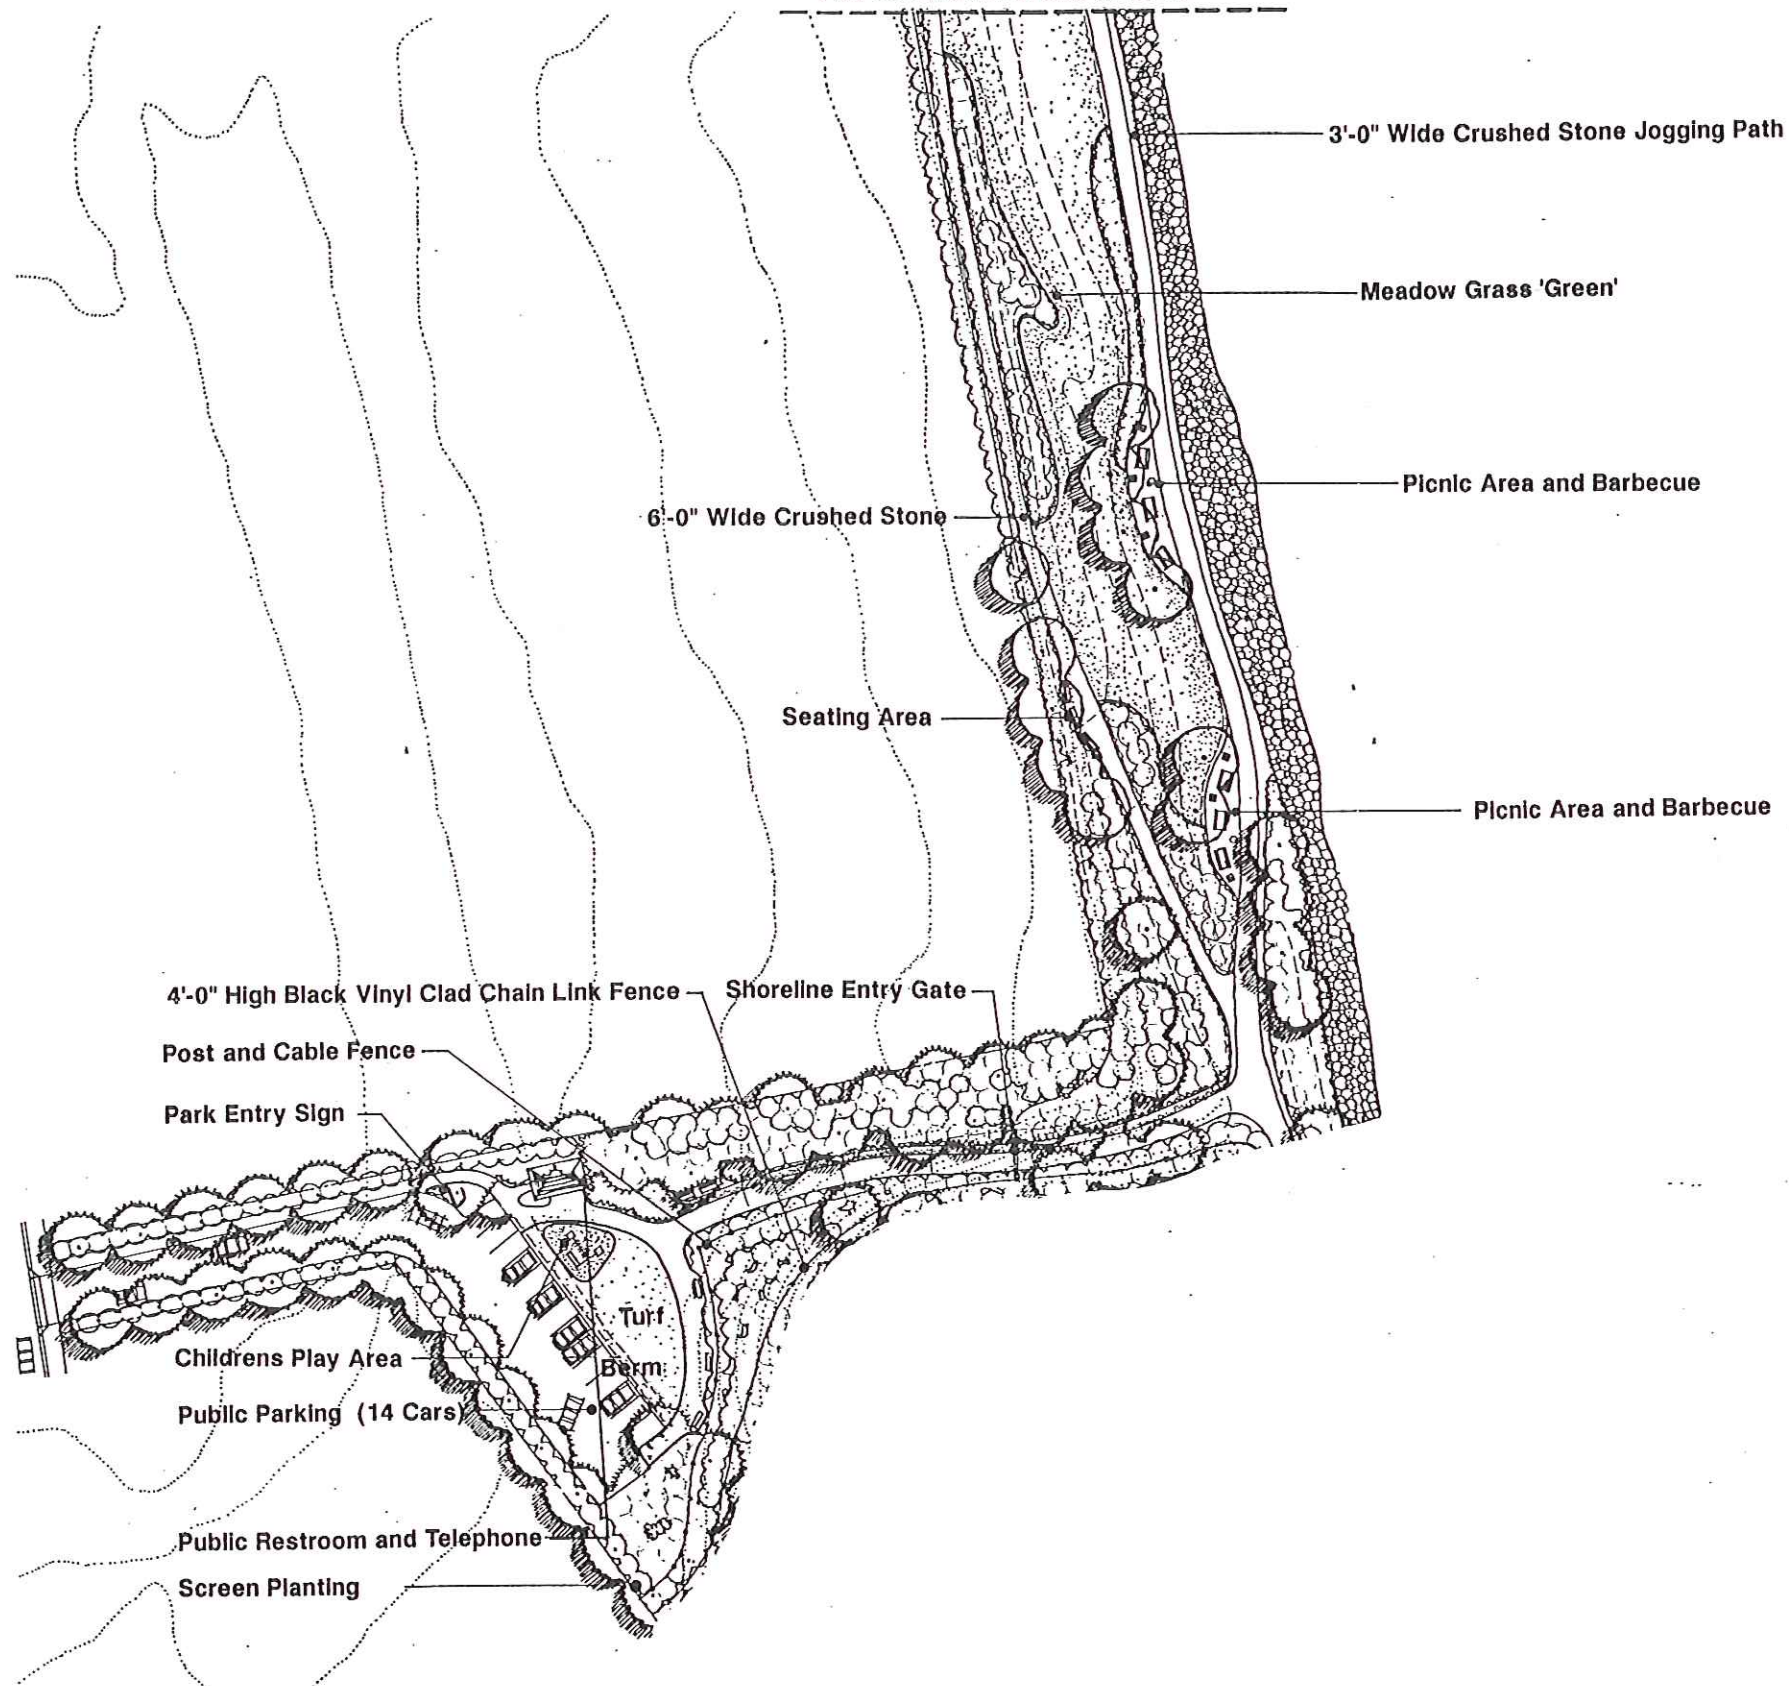 3'-0" Wide Crushed Stone Jogging Path
Meadow Grass 'Green'
Picnic Area and Barbecue
6'-0" Wide Crushed Stone
Seating Area
Picnic Area and Barbecue
4'-0" High Black Vinyl Clad Chain Link Fence
Shoreline Entry Gate
Post and Cable Fence
Park Entry Sign
Turf
Childrens Play Area
Berm
Public Parking (14 Cars)
Public Restroom and Telephone
Screen Planting